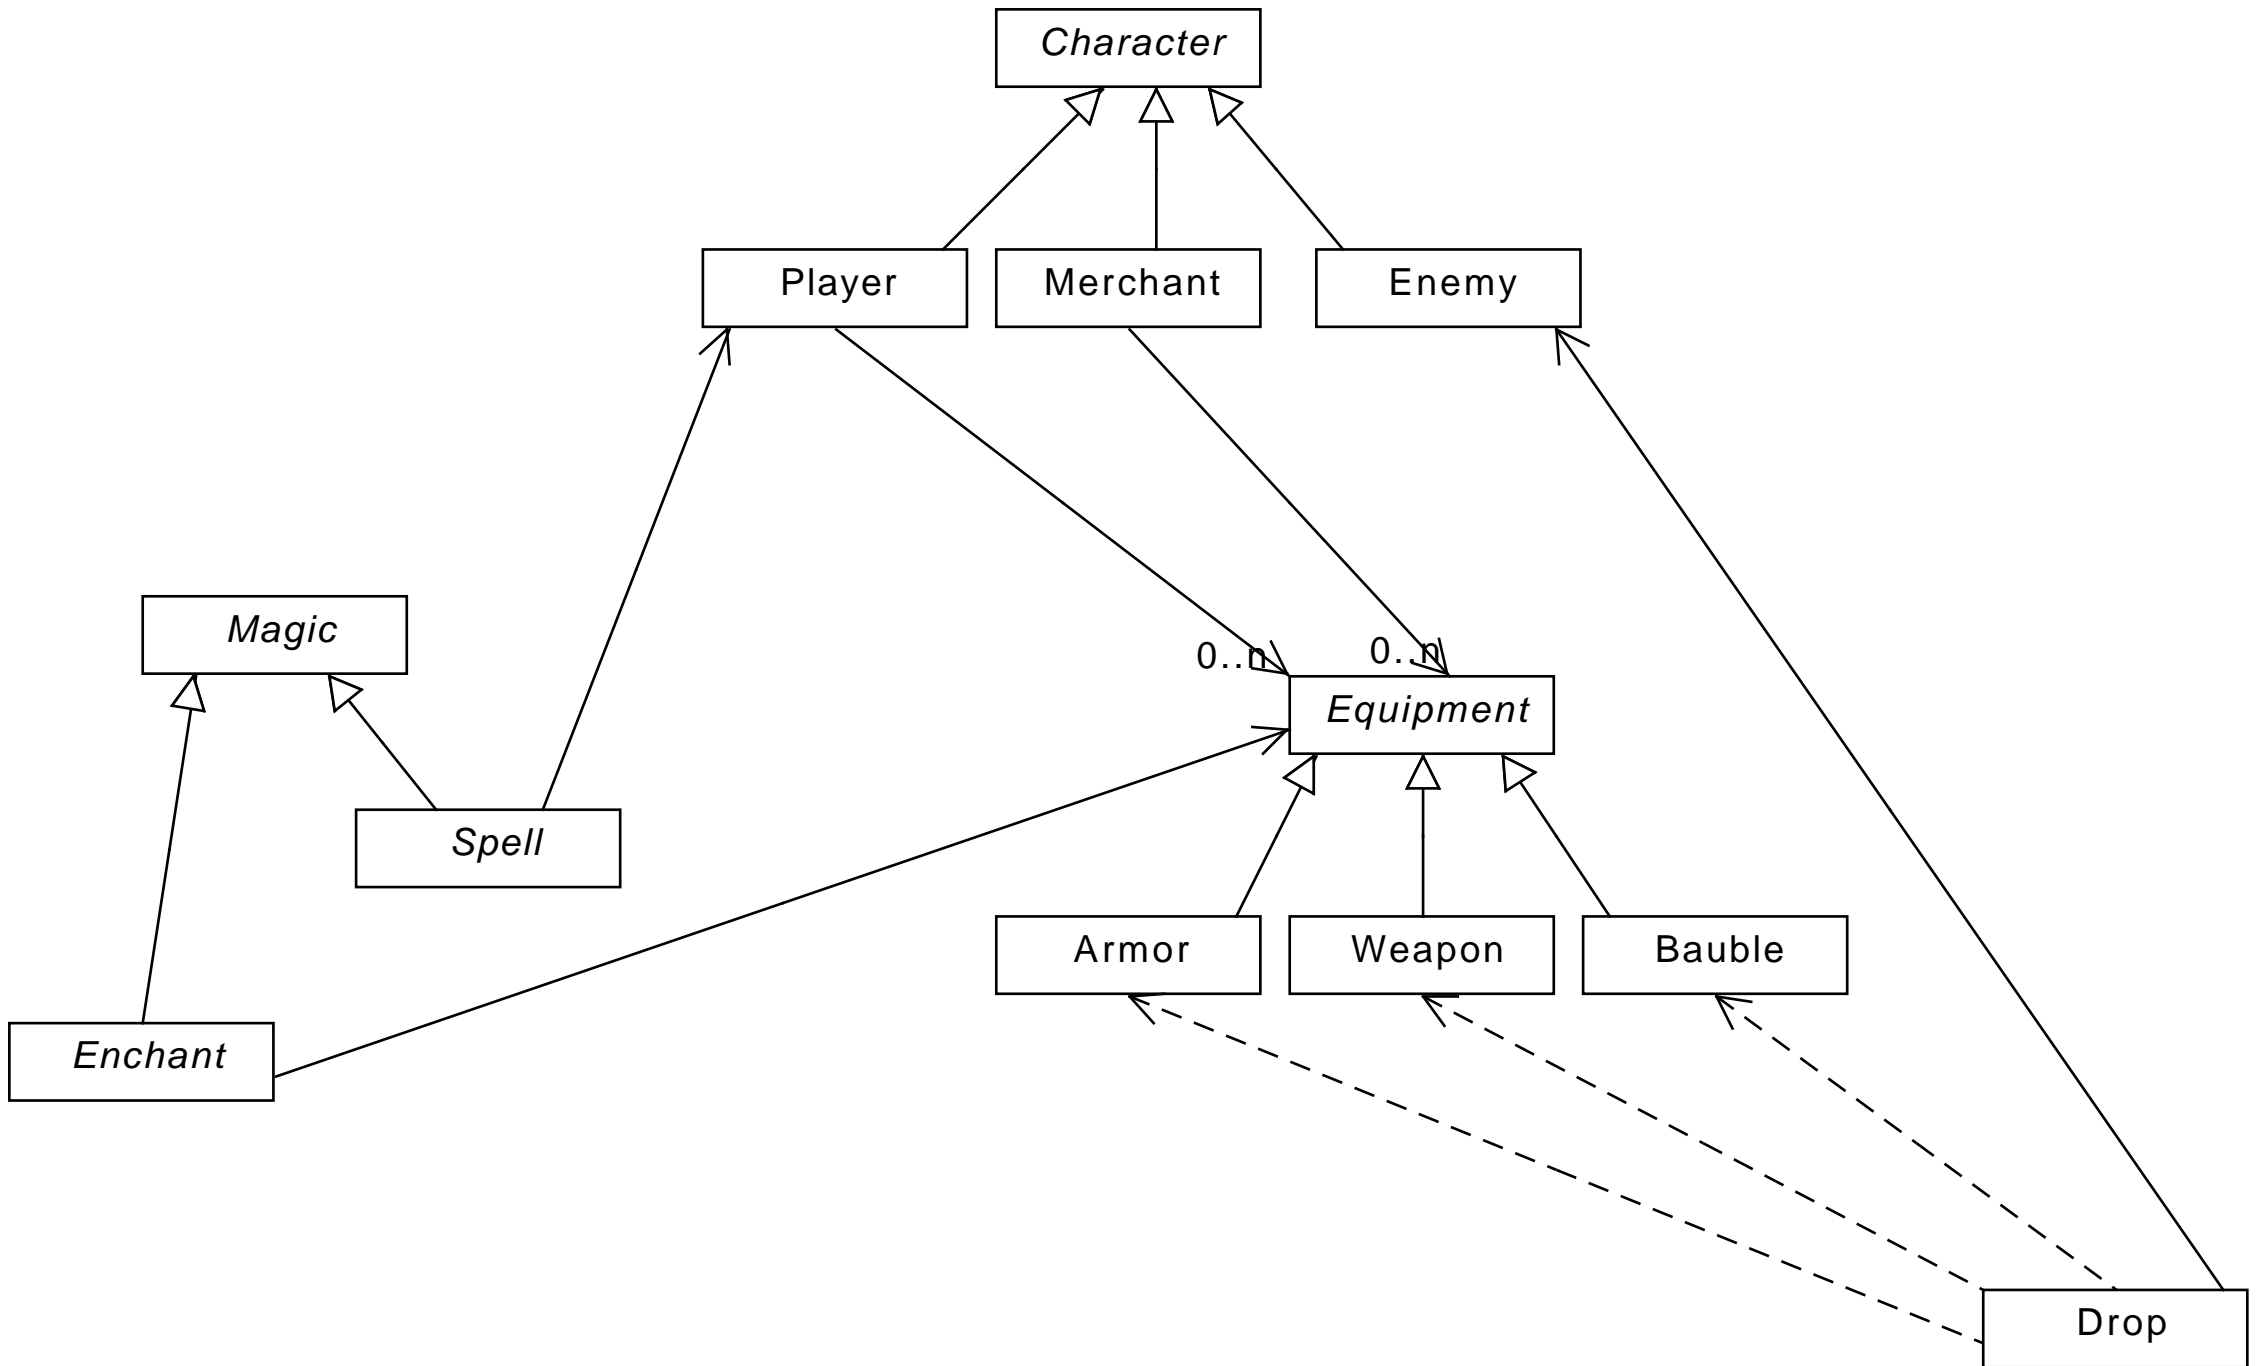 Character
Player
Merchant
Enemy
Magic
0..n
0..n
Equipment
Spell
Armor
Weapon
Bauble
Enchant
Drop